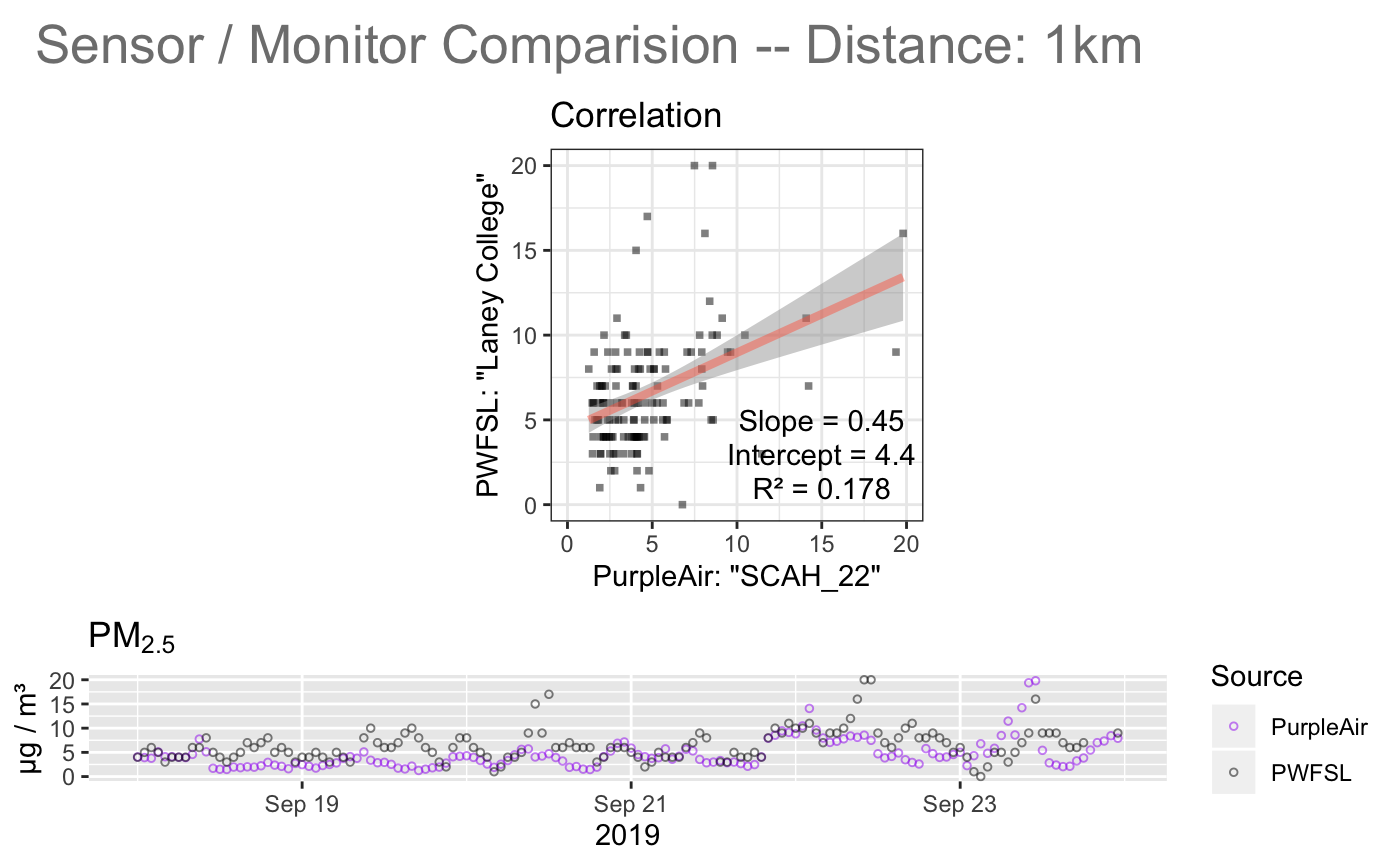 Sensor / Monitor Comparision -- Distance: 1km
Correlation
PWFSL: "Laney College"
20
15
10
5
0
Slope = 0.45
Intercept = 4.4
R² = 0.178
0 5 10 15 20
PurpleAir: "SCAH_22"
PM2.5
µg / m³
20
15
10
5
0
Sep 19 Sep 21 Sep 23
2019
Source
PurpleAir
PWFSL